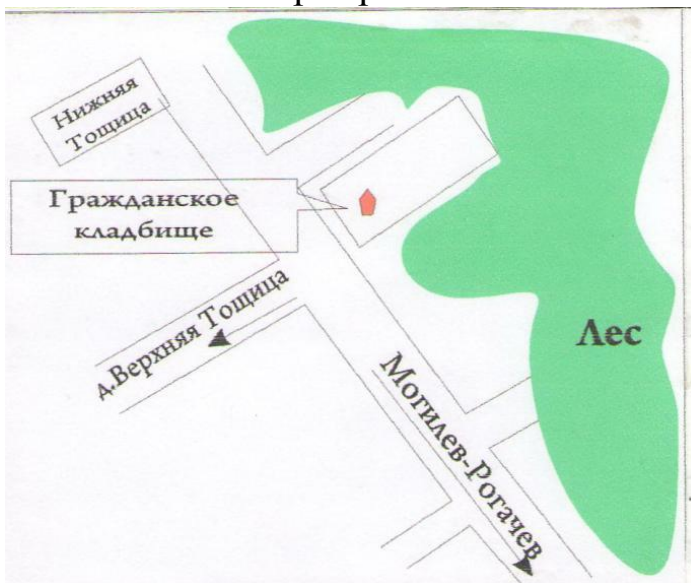 Нижняя
Тощица
Гражданское
кладбище
д.Верхняя Тощица
Лес
Могилев-Рогачев